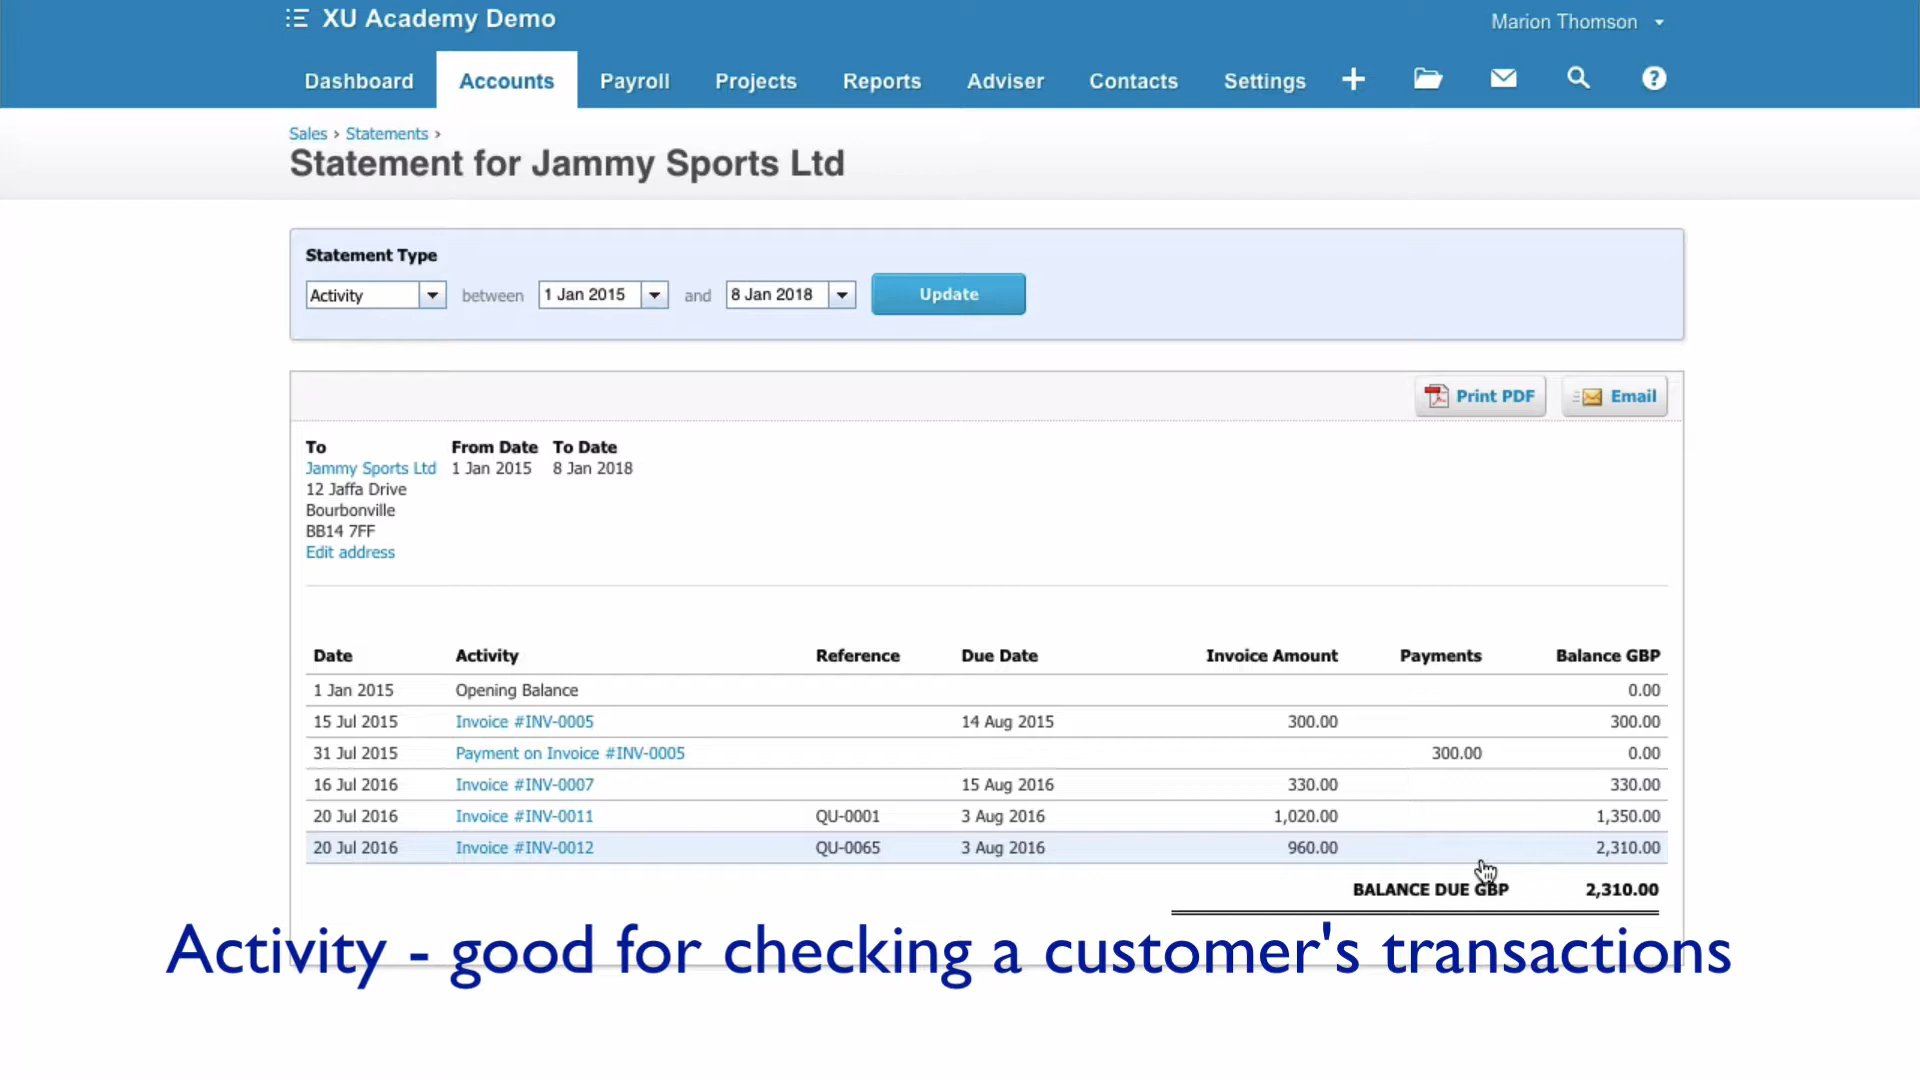 XU Academy Demo
Marion Thomson
Dashboard Accounts Payroll Projects Reports Adviser Contacts Settings
Sales › Statements ›
Statement for Jammy Sports Ltd
Statement Type
Activity between 1 Jan 2015 and 8 Jan 2018 Update
Print PDF Email
To From Date To Date
Jammy Sports Ltd 1 Jan 2015 8 Jan 2018
12 Jaffa Drive
Bourbonville
BB14 7FF
Edit address
Date Activity Reference Due Date Invoice Amount Payments Balance GBP
1 Jan 2015 Opening Balance 0.00
15 Jul 2015 Invoice #INV-0005 14 Aug 2015 300.00 300.00
31 Jul 2015 Payment on Invoice #INV-0005 300.00 0.00
16 Jul 2016 Invoice #INV-0007 15 Aug 2016 330.00 330.00
20 Jul 2016 Invoice #INV-0011 QU-0001 3 Aug 2016 1,020.00 1,350.00
20 Jul 2016 Invoice #INV-0012 QU-0065 3 Aug 2016 960.00 2,310.00
BALANCE DUE GBP 2,310.00
Activity - good for checking a customer's transactions